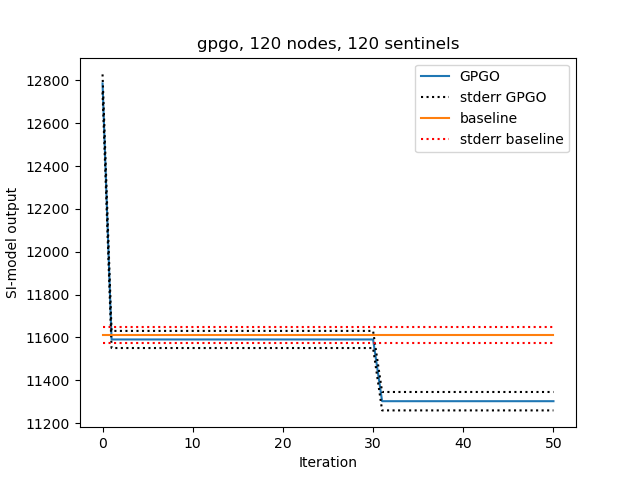 gpgo, 120 nodes, 120 sentinels
GPGO
stderr GPGO
baseline
stderr baseline
SI-model output
12800
12600
12400
12200
12000
11800
11600
11400
11200
0 10 20 30 40 50
Iteration